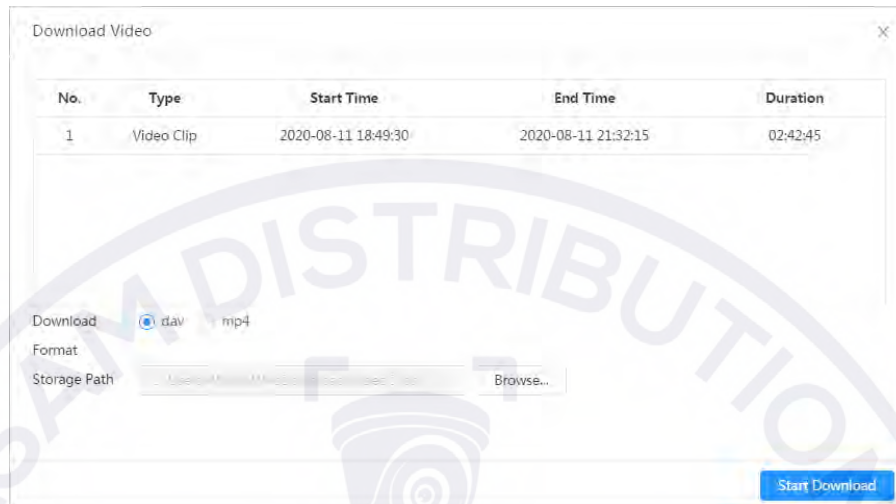 Download Video
No. Type Start Time End Time Duration
1 Video Clip 2020-08-11 18:49:30 2020-08-11 21:32:15 02:42:45
DISTRIBUTION
Download dav mp4
Format
Storage Path Browse...
Start Download